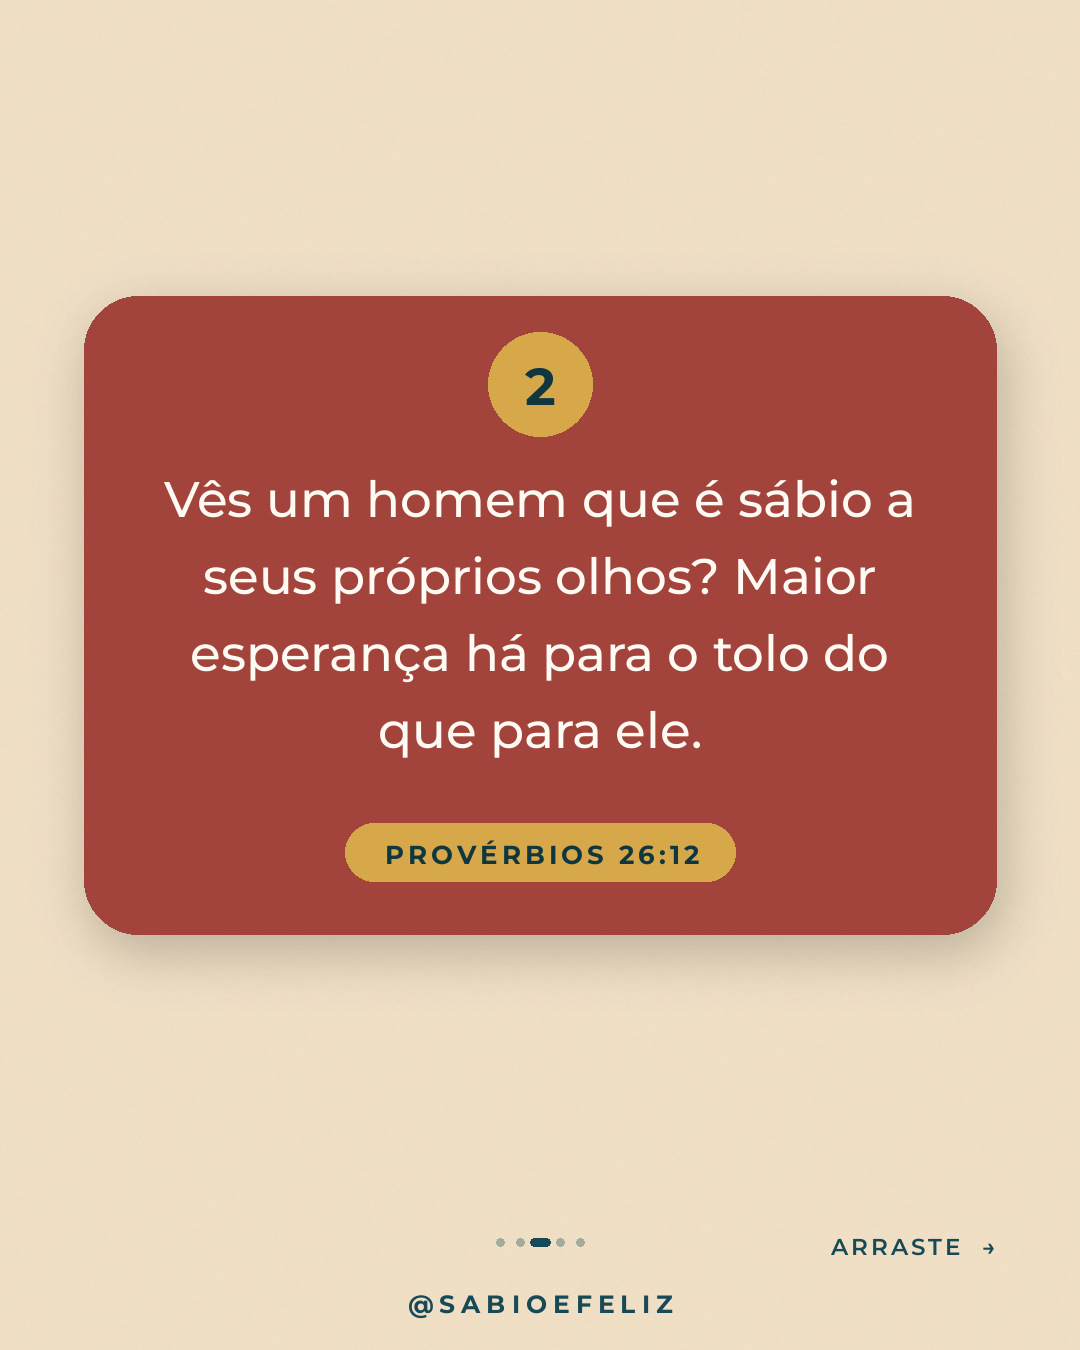 2
Vês um homem que é sábio a
seus próprios olhos? Maior
esperança há para o tolo do
que para ele.
PROVÉRBIOS 26:12
ARRASTE →
@SABIOEFELIZ